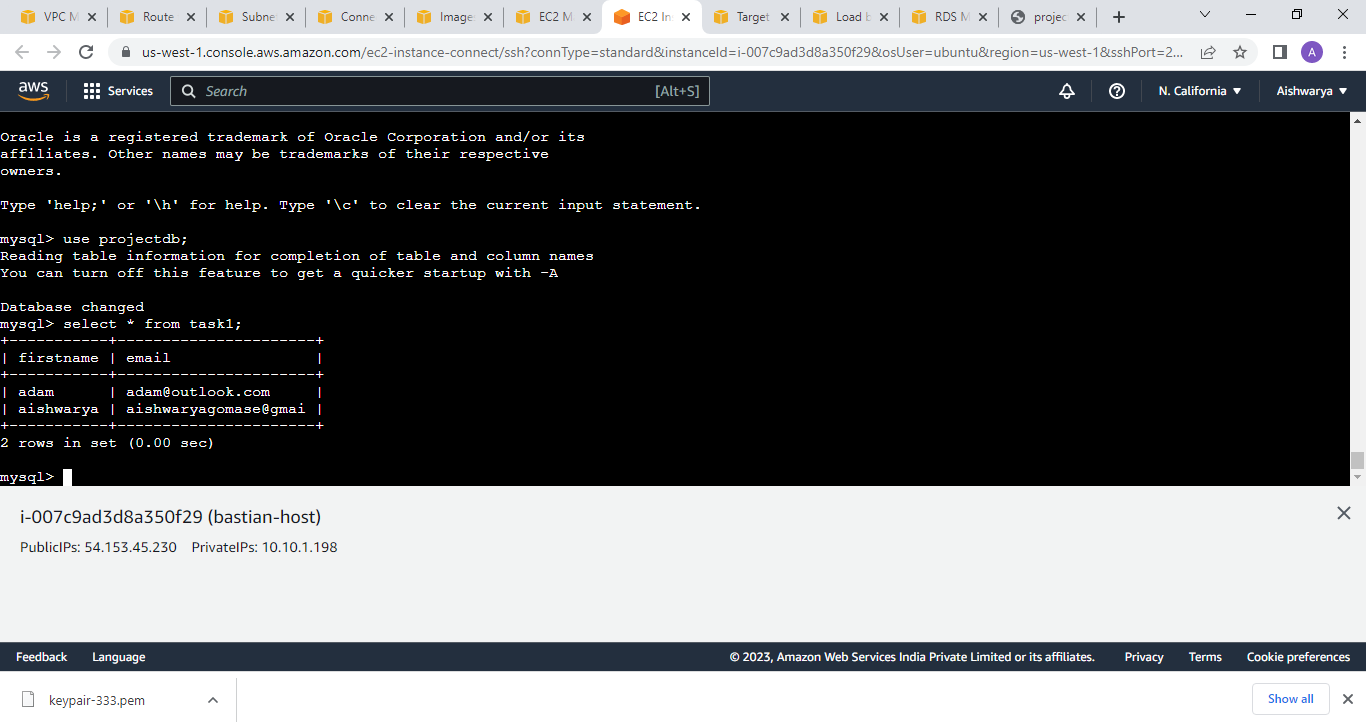 VPC M
Route
Subne
Conne
Image
EC2 M
EC2 In
Target
Load b
RDS M
projec
us-west-1.console.aws.amazon.com/ec2-instance-connect/ssh?connType=standard&instanceId=i-007c9ad3d8a350f29&osUser=ubuntu&region=us-west-1&sshPort=2...
A
aws
Services
Search
[Alt+S]
N. California
Aishwarya
Oracle is a registered trademark of Oracle Corporation and/or its
affiliates. Other names may be trademarks of their respective
owners.
Type 'help;' or '\h' for help. Type '\c' to clear the current input statement.
mysql> use projectdb;
Reading table information for completion of table and column names
You can turn off this feature to get a quicker startup with -A
Database changed
mysql> select * from task1;
+-----------+----------------------+
| firstname | email                |
+-----------+----------------------+
| adam      | adam@outlook.com     |
| aishwarya | aishwaryagomase@gmai |
+-----------+----------------------+
2 rows in set (0.00 sec)
mysql>
i-007c9ad3d8a350f29 (bastian-host)
PublicIPs: 54.153.45.230 PrivateIPs: 10.10.1.198
Feedback Language © 2023, Amazon Web Services India Private Limited or its affiliates. Privacy Terms Cookie preferences
keypair-333.pem Show all